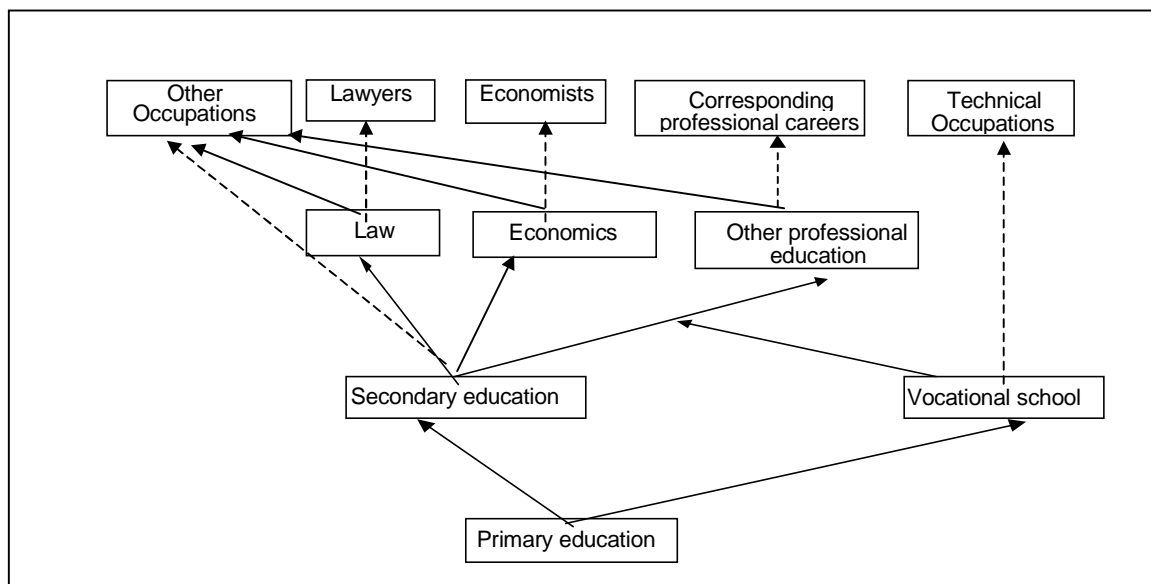 Other
Occupations
Lawyers
Economists
Corresponding
professional careers
Technical
Occupations
Law
Economics
Other professional
education
Secondary education
Vocational school
Primary education